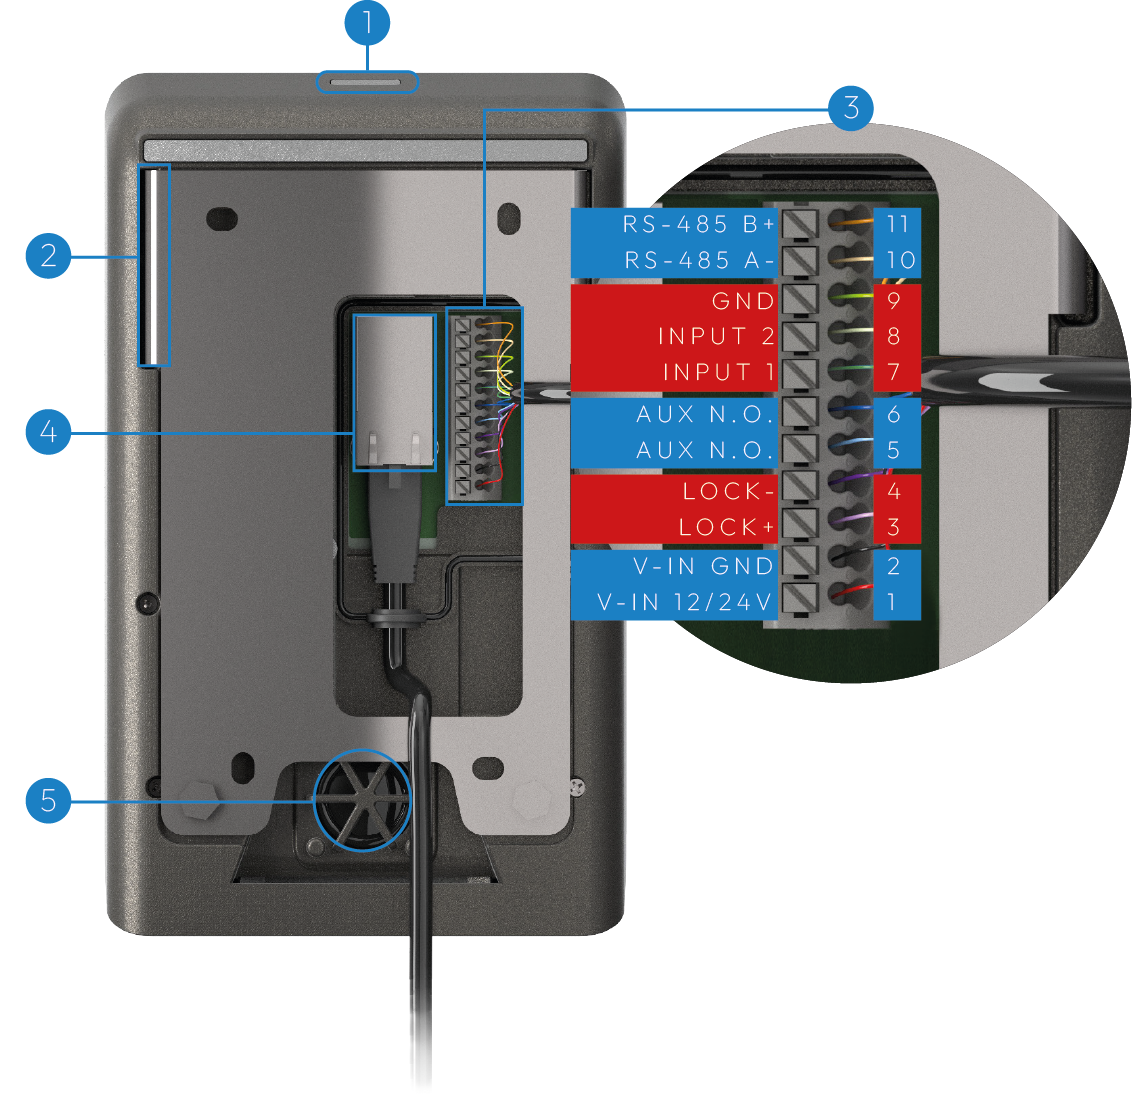 1
3
2
4
5
RS-485 B+ 11
RS-485 A- 10
GND 9
INPUT 2 8
INPUT 1 7
AUX N.O. 6
AUX N.O. 5
LOCK- 4
LOCK+ 3
V-IN GND 2
V-IN 12/24V 1